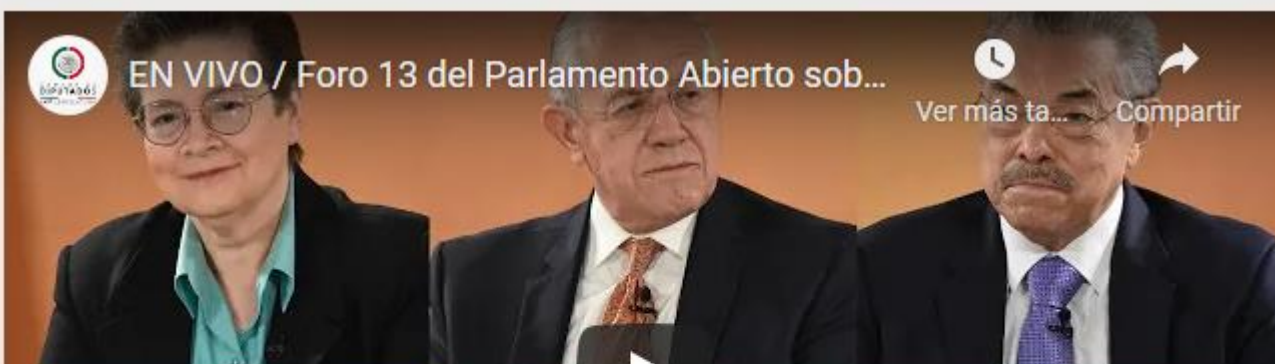 EN VIVO / Foro 13 del Parlamento Abierto sob...
Ver más ta... Compartir
DIPUTADOS